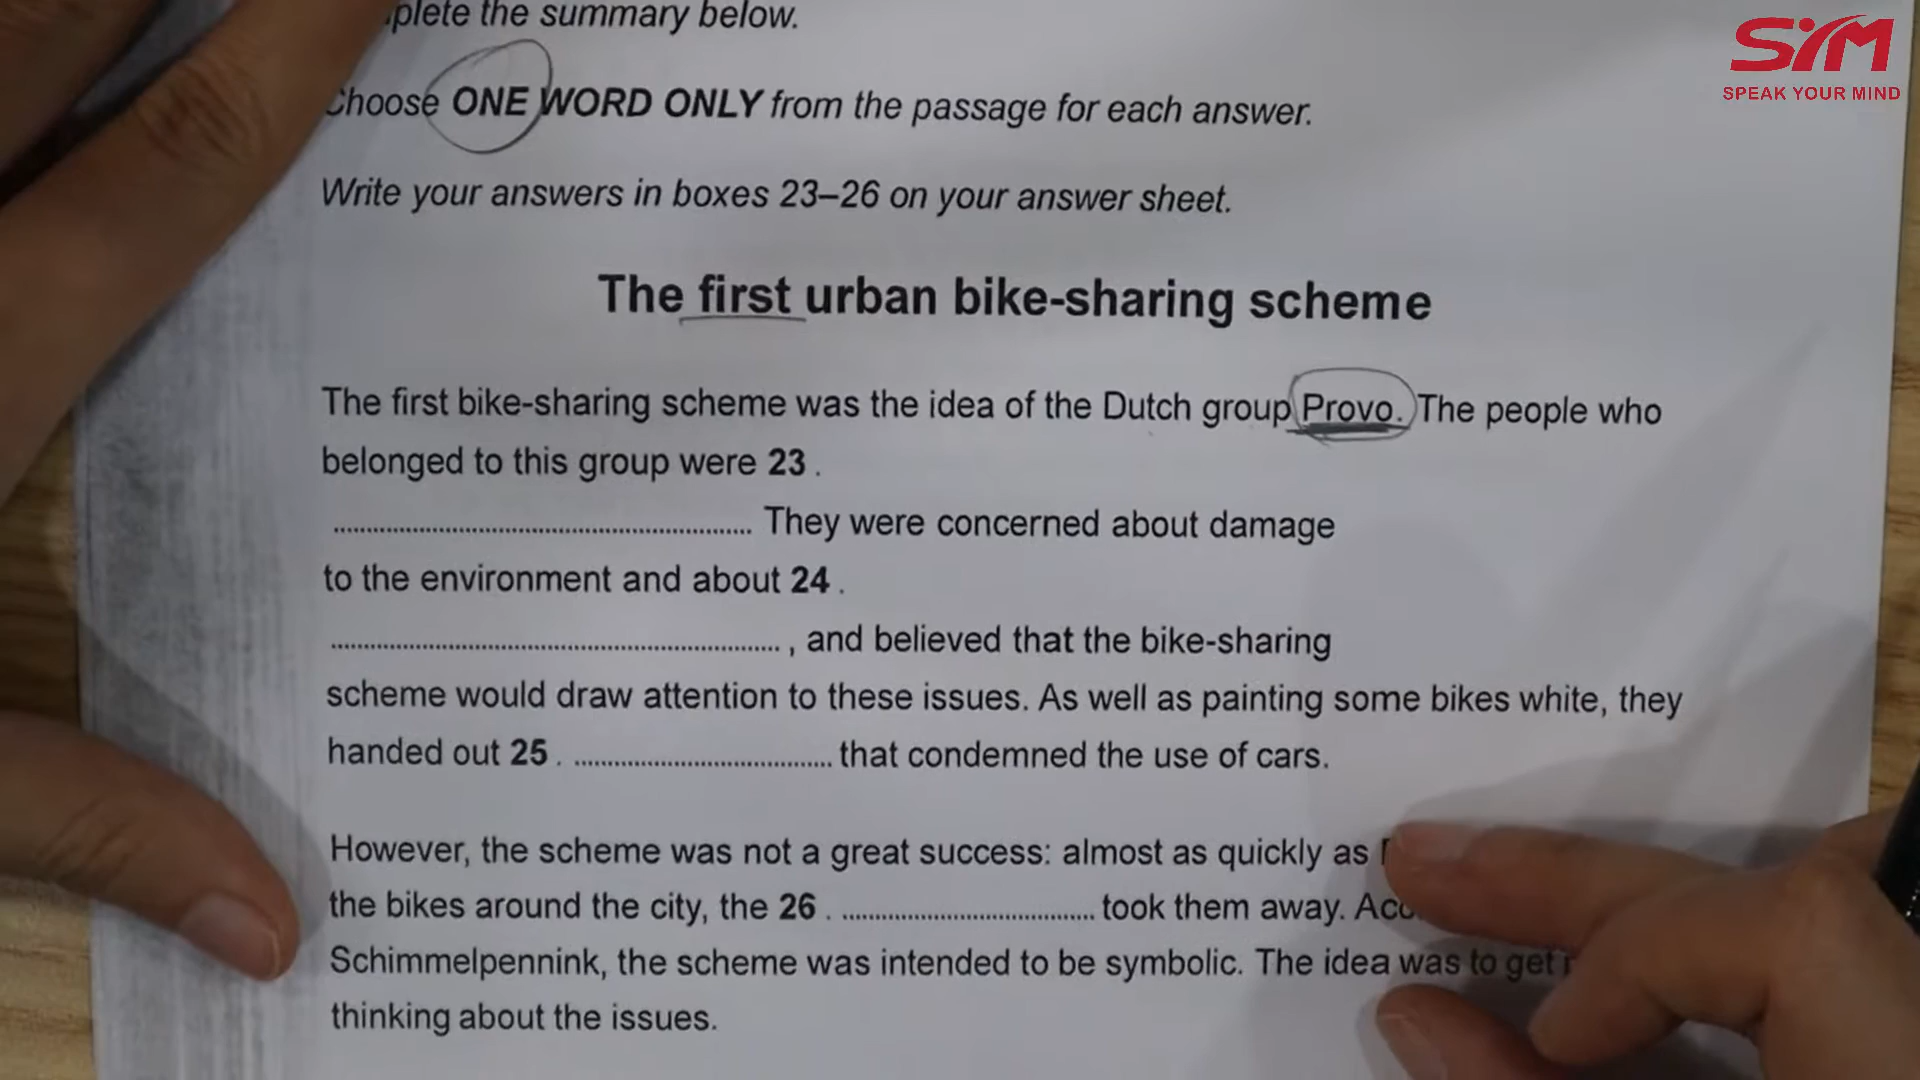 plete the summary below.
SYM
SPEAK YOUR MIND
Choose ONE WORD ONLY from the passage for each answer.
Write your answers in boxes 23–26 on your answer sheet.
The first urban bike-sharing scheme
The first bike-sharing scheme was the idea of the Dutch group Provo. The people who
belonged to this group were 23 .
.................... They were concerned about damage
to the environment and about 24 .
.................... , and believed that the bike-sharing
scheme would draw attention to these issues. As well as painting some bikes white, they
handed out 25 . .................... that condemned the use of cars.
However, the scheme was not a great success: almost as quickly as
the bikes around the city, the 26 . .................... took them away.
Schimmelpennink, the scheme was intended to be symbolic. The idea was to get
thinking about the issues.